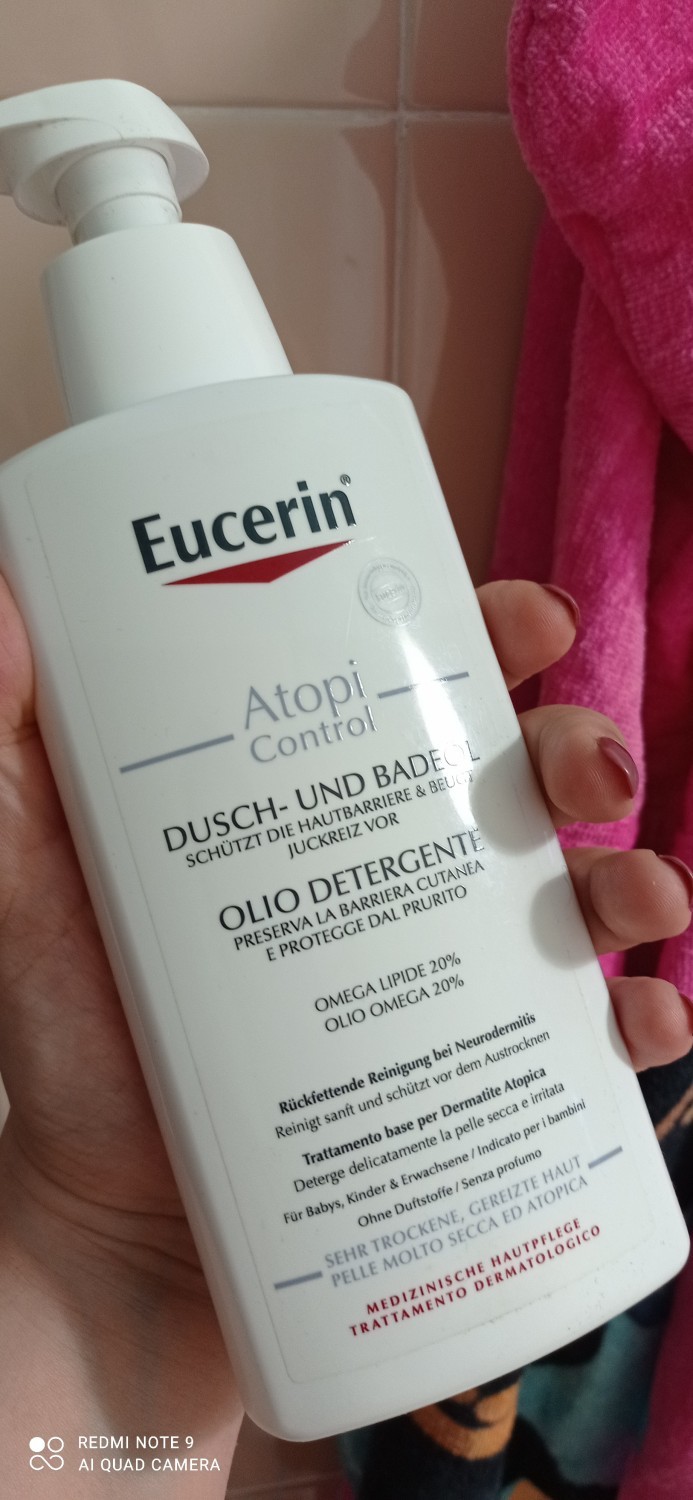 Eucerin®
Atopi
Control
DUSCH- UND BADEÖL
SCHÜTZT DIE HAUTBARRIERE & BEUGT
JUCKREIZ VOR
OLIO DETERGENTE
PRESERVA LA BARRIERA CUTANEA
E PROTEGGE DAL PRURITO
OMEGA LIPIDE 20%
OLIO OMEGA 20%
Rückfettende Reinigung bei Neurodermitis
Reinigt sanft und schützt vor dem Austrocknen
Trattamento base per Dermatite Atopica
Deterge delicatamente la pelle secca e irritata
Für Babys, Kinder & Erwachsene / Indicato per i bambini
Ohne Duftstoffe / Senza profumo
SEHR TROCKENE, GEREIZTE HAUT
PELLE MOLTO SECCA ED ATOPICA
MEDIZINISCHE HAUTPFLEGE
TRATTAMENTO DERMATOLOGICO
REDMI NOTE 9
AI QUAD CAMERA